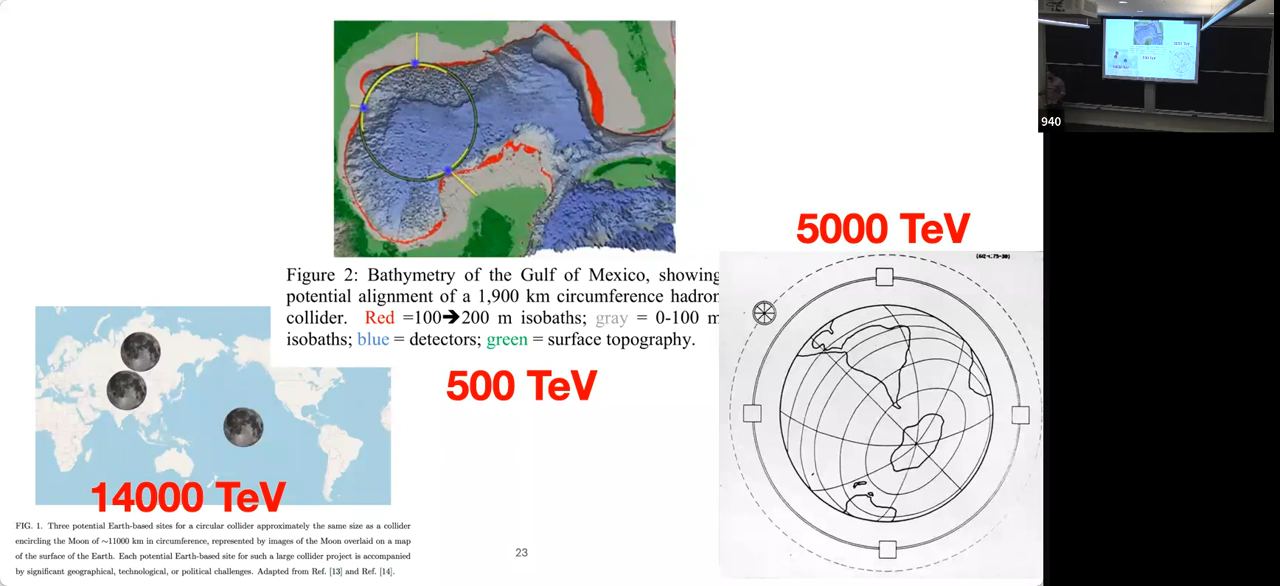 Figure 2: Bathymetry of the Gulf of Mexico, showing
potential alignment of a 1,900 km circumference hadron
collider. Red =100➔200 m isobaths; gray = 0-100 m
isobaths; blue = detectors; green = surface topography.
500 TeV
5000 TeV
14000 TeV
FIG. 1. Three potential Earth-based sites for a circular collider approximately the same size as a collider
encircling the Moon of ~11000 km in circumference, represented by images of the Moon overlaid on a map
of the surface of the Earth. Each potential Earth-based site for such a large collider project is accompanied
by significant geographical, technological, or political challenges. Adapted from Ref. [13] and Ref. [14].
23
940